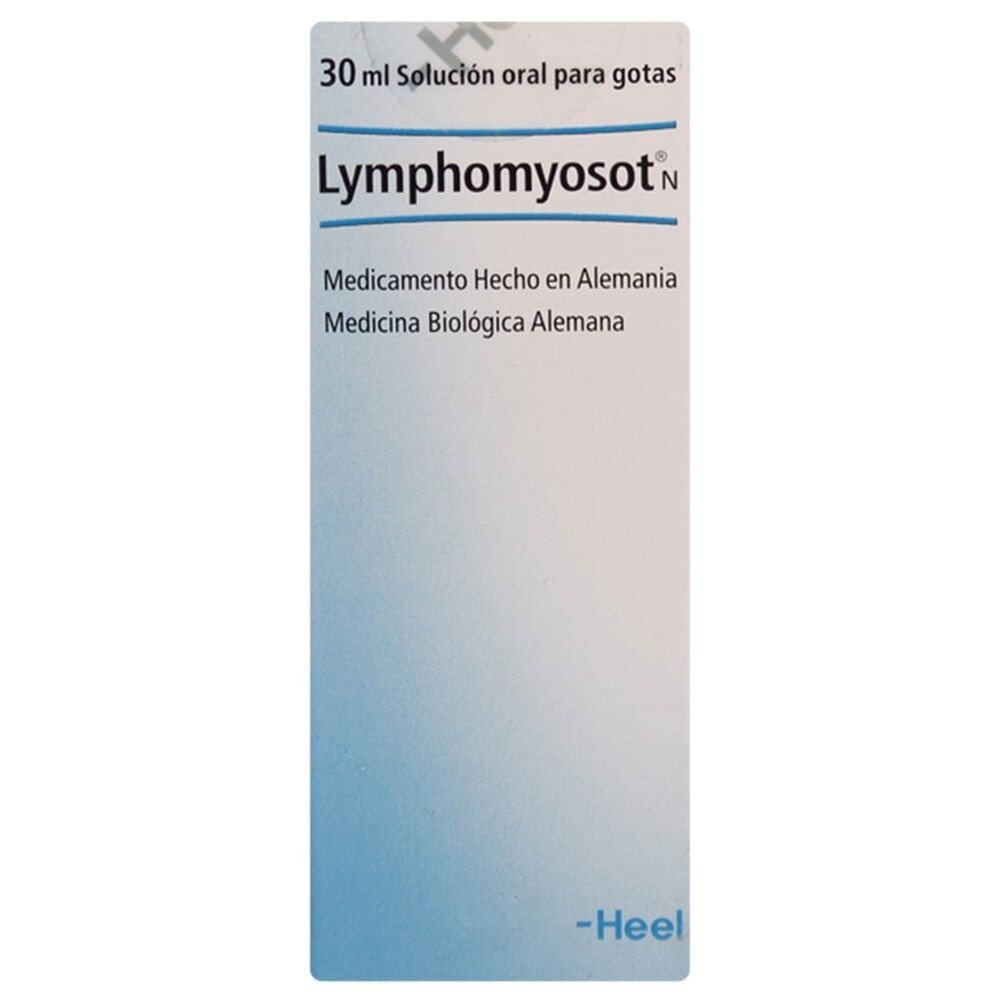 30 ml Solución oral para gotas
Lymphomyosot® N
Medicamento Hecho en Alemania
Medicina Biológica Alemana
-Heel